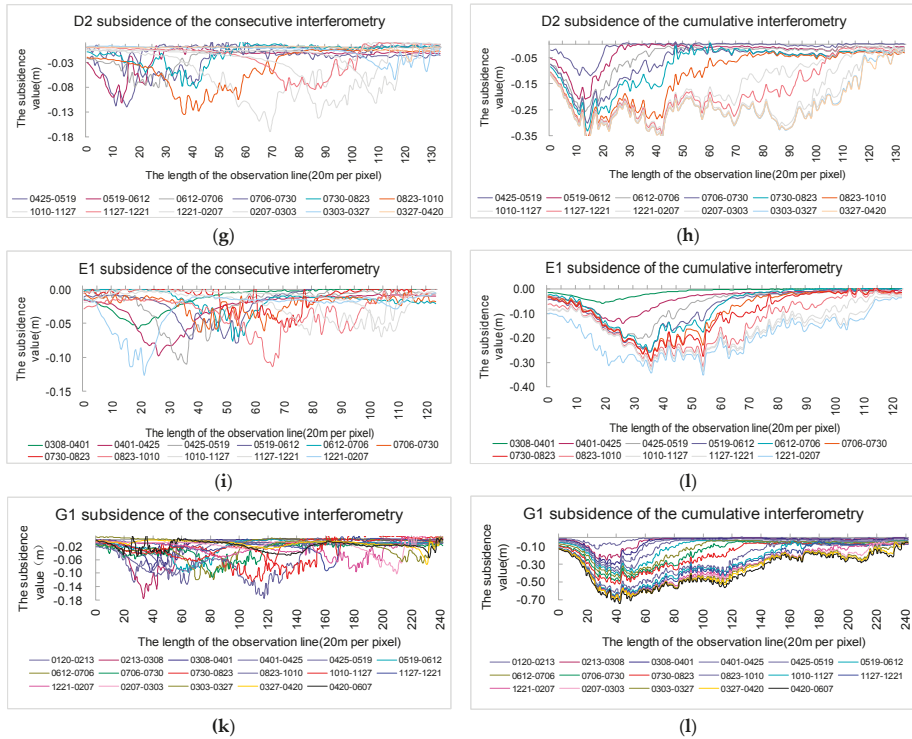 D2 subsidence of the consecutive interferometry
The subsidence
value(m)
-0.03
-0.08
-0.13
-0.18
0 10 20 30 40 50 60 70 80 90 100 110 120 130
The length of the observation line(20m per pixel)
0425-0519 0519-0612 0612-0706 0706-0730 0730-0823 0823-1010
1010-1127 1127-1221 1221-0207 0207-0303 0303-0327 0327-0420
(g)
D2 subsidence of the cumulative interferometry
The subsidence
value(m)
-0.05
-0.15
-0.25
-0.35
0 10 20 30 40 50 60 70 80 90 100 110 120 130
The length of the observation line(20m per pixel)
0425-0519 0519-0612 0612-0706 0706-0730 0730-0823 0823-1010
1010-1127 1127-1221 1221-0207 0207-0303 0303-0327 0327-0420
(h)
E1 subsidence of the consecutive interferometry
The subsidence
value(m)
0.00
-0.05
-0.10
-0.15
0 10 20 30 40 50 60 70 80 90 100 110 120
The length of the observation line(20m per pixel)
0308-0401 0401-0425 0425-0519 0519-0612 0612-0706 0706-0730
0730-0823 0823-1010 1010-1127 1127-1221 1221-0207
(i)
E1 subsidence of the cumulative interferometry
The subsidence
value(m)
0.00
-0.10
-0.20
-0.30
-0.40
0 10 20 30 40 50 60 70 80 90 100 110 120
The length of the observation line(20m per pixel)
0308-0401 0401-0425 0425-0519 0519-0612 0612-0706 0706-0730
0730-0823 0823-1010 1010-1127 1127-1221 1221-0207
(l)
G1 subsidence of the consecutive interferometry
The subsidence
value (m)
-0.02
-0.06
-0.10
-0.14
-0.18
0 20 40 60 80 100 120 140 160 180 200 220 240
The length of the observation line(20m per pixel)
0120-0213 0213-0308 0308-0401 0401-0425 0425-0519 0519-0612
0612-0706 0706-0730 0730-0823 0823-1010 1010-1127 1127-1221
1221-0207 0207-0303 0303-0327 0327-0420 0420-0607
(k)
G1 subsidence of the cumulative interferometry
The subsidence
value(m)
-0.10
-0.30
-0.50
-0.70
0 20 40 60 80 100 120 140 160 180 200 220 240
The length of the observation line(20m per pixel)
0120-0213 0213-0308 0308-0401 0401-0425 0425-0519 0519-0612
0612-0706 0706-0730 0730-0823 0823-1010 1010-1127 1127-1221
1221-0207 0207-0303 0303-0327 0327-0420 0420-0607
(l)